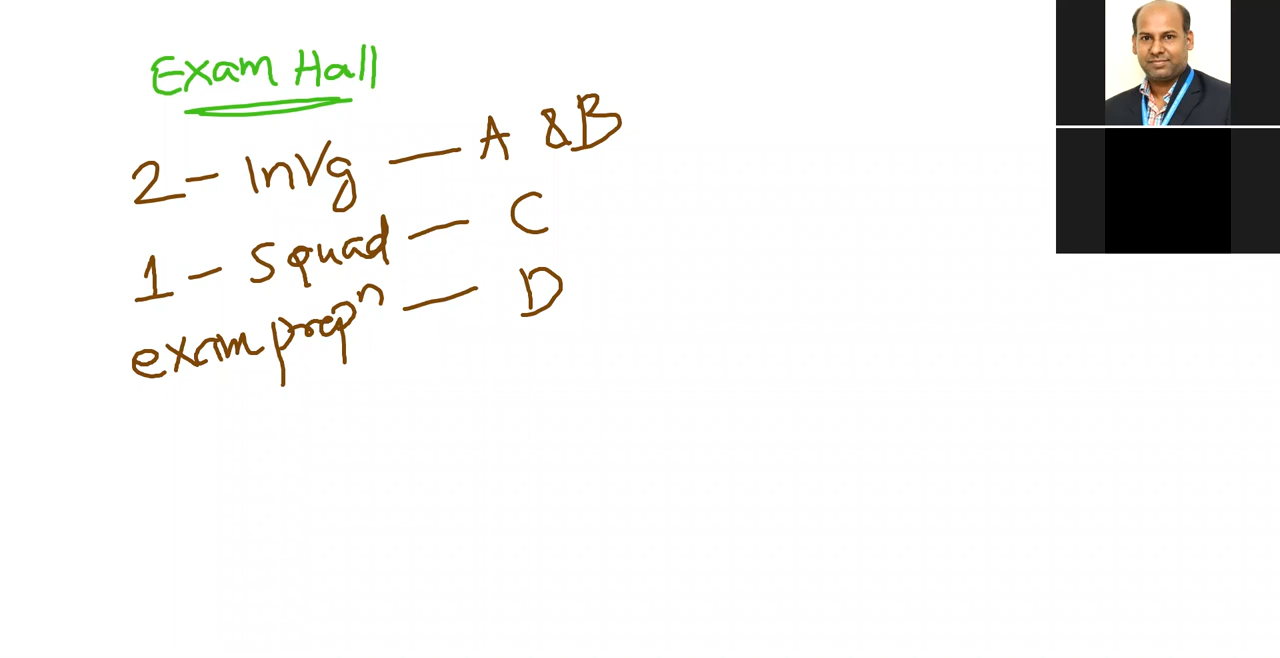 Exam Hall
2 - Invg — A & B
1 - Squad — C
exam prepⁿ — D